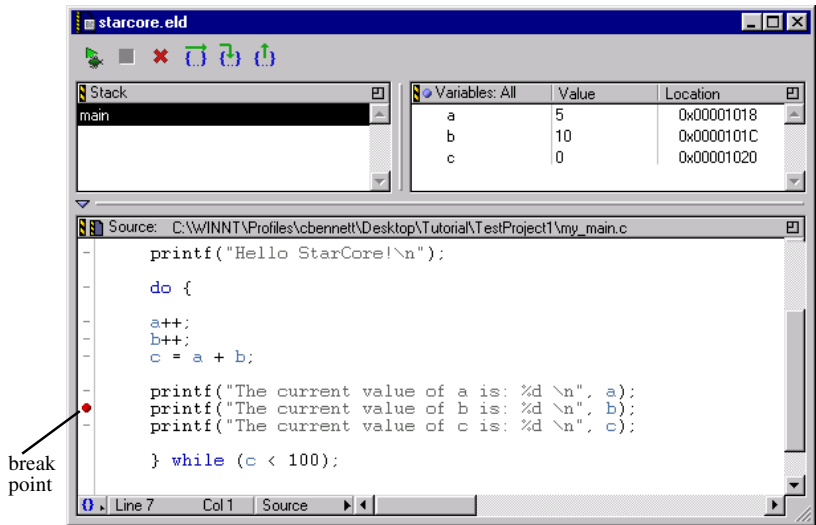 starcore.eld
Stack
main
Variables: All Value Location
a 5 0x00001018
b 10 0x0000101C
c 0 0x00001020
Source: C:\WINNT\Profiles\cbennett\Desktop\Tutorial\TestProject1\my_main.c
printf("Hello StarCore!\n");
do {
a++;
b++;
c = a + b;
printf("The current value of a is: %d \n", a);
printf("The current value of b is: %d \n", b);
printf("The current value of c is: %d \n", c);
} while (c < 100);
break
point
Line 7 Col 1 Source